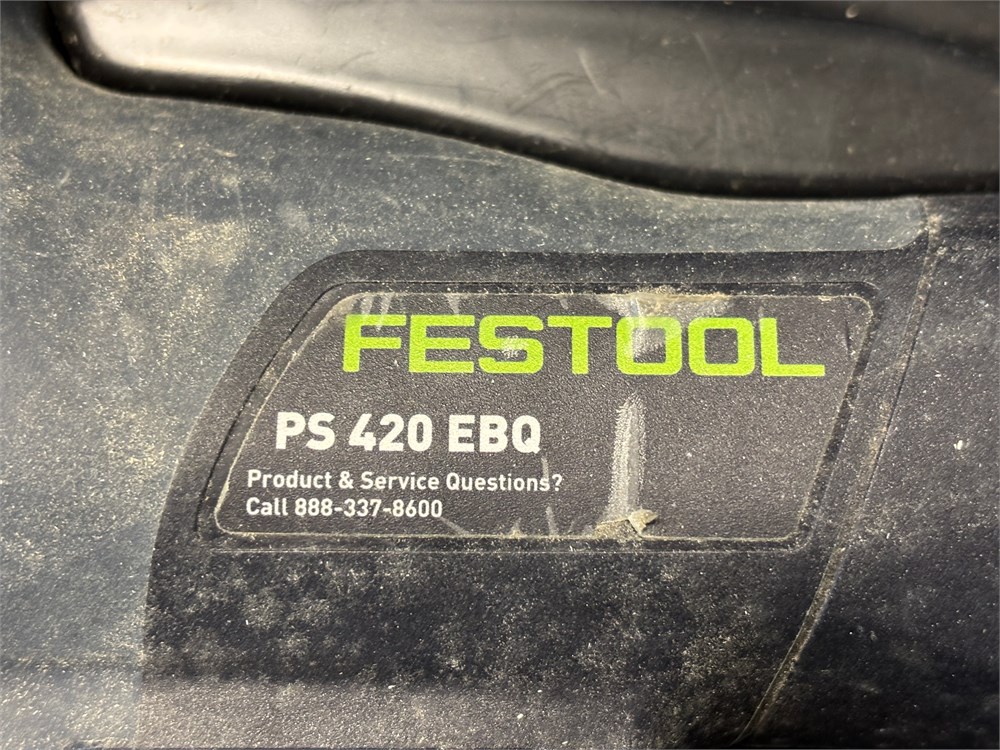 FESTOOL
PS 420 EBQ
Product & Service Questions?
Call 888-337-8600